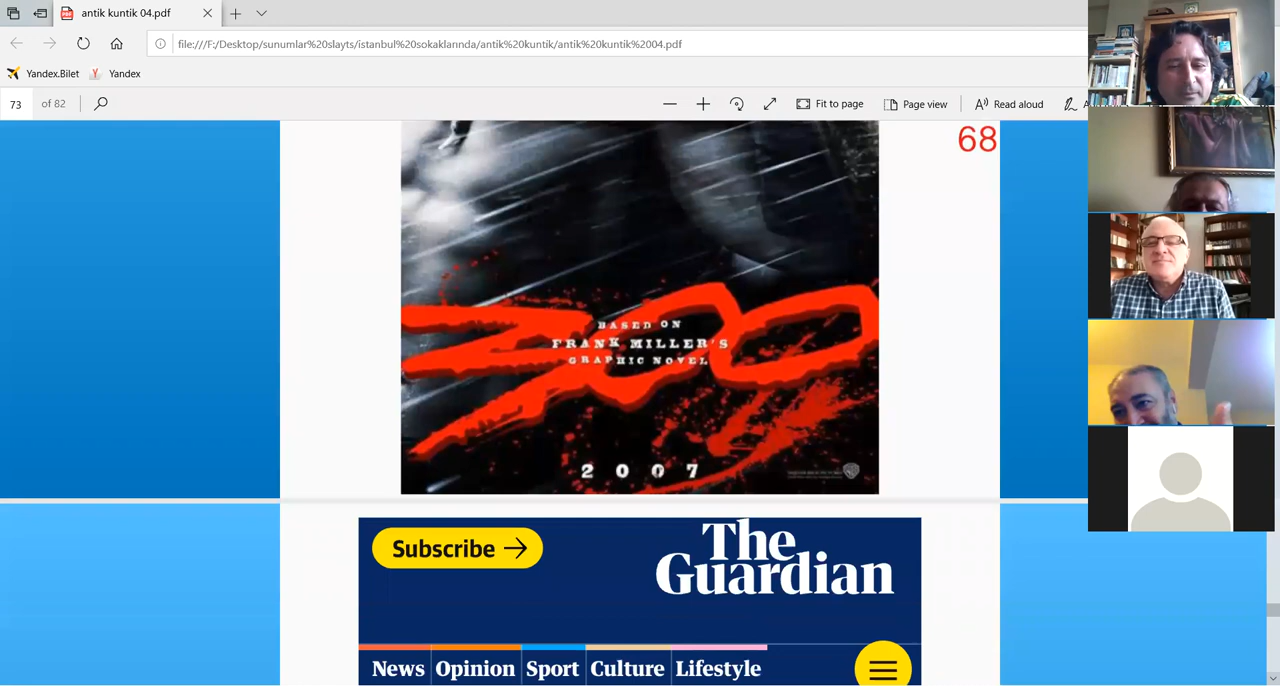 antik kuntik 04.pdf
file:///F:/Desktop/sunumlar%20slayts/istanbul%20sokaklarında/antik%20kuntik/antik%20kuntik%2004.pdf
Yandex.Bilet
Yandex
73 of 82
Fit to page
Page view
Read aloud
68
300
BASED ON
FRANK MILLER'S
GRAPHIC NOVEL
2007
Subscribe →
The
Guardian
News Opinion Sport Culture Lifestyle